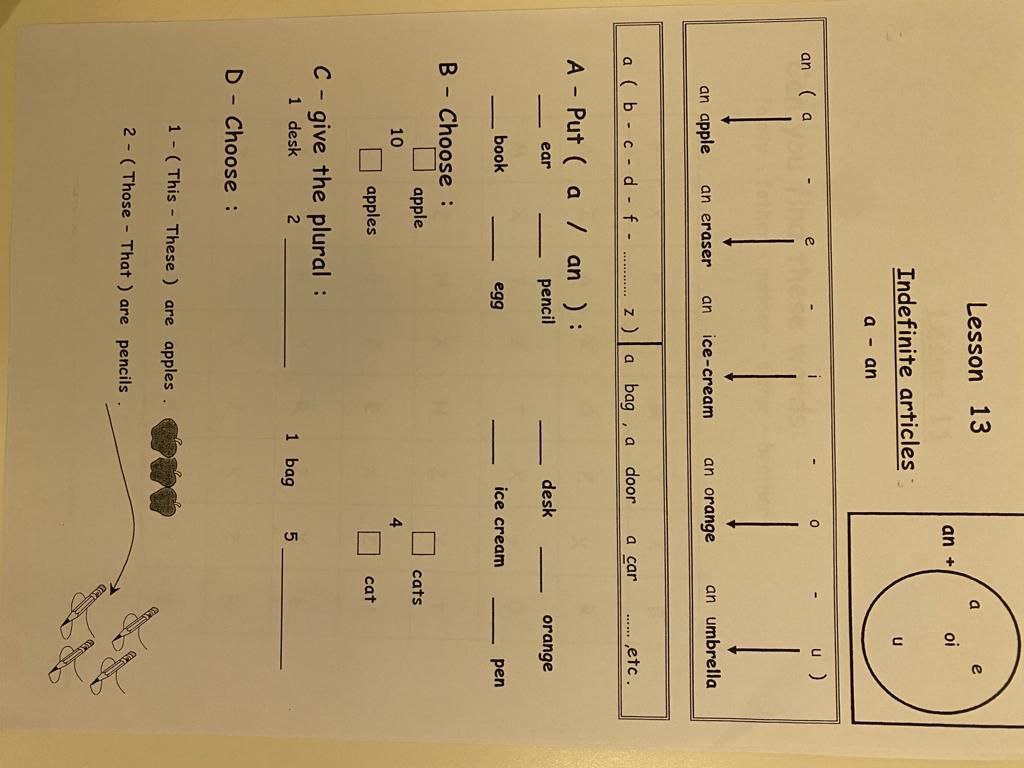 Lesson 13
Indefinite articles :
a - an
an +
a
e
oi
u
an ( a - e - i - o - u )
an apple an eraser an ice-cream an orange an umbrella
a ( b - c - d - f - ............ z ) a bag , a door a car ...... ,etc .
A - Put ( a / an ) :
___ ear ___ pencil ___ desk ___ orange
___ book ___ egg ___ ice cream ___ pen
B - Choose :
10 □ apple 4 □ cats
□ apples □ cat
C - give the plural :
1 desk 2 ____________ 1 bag 5 ____________
D - Choose :
1 - ( This - These ) are apples .
2 - ( Those - That ) are pencils .